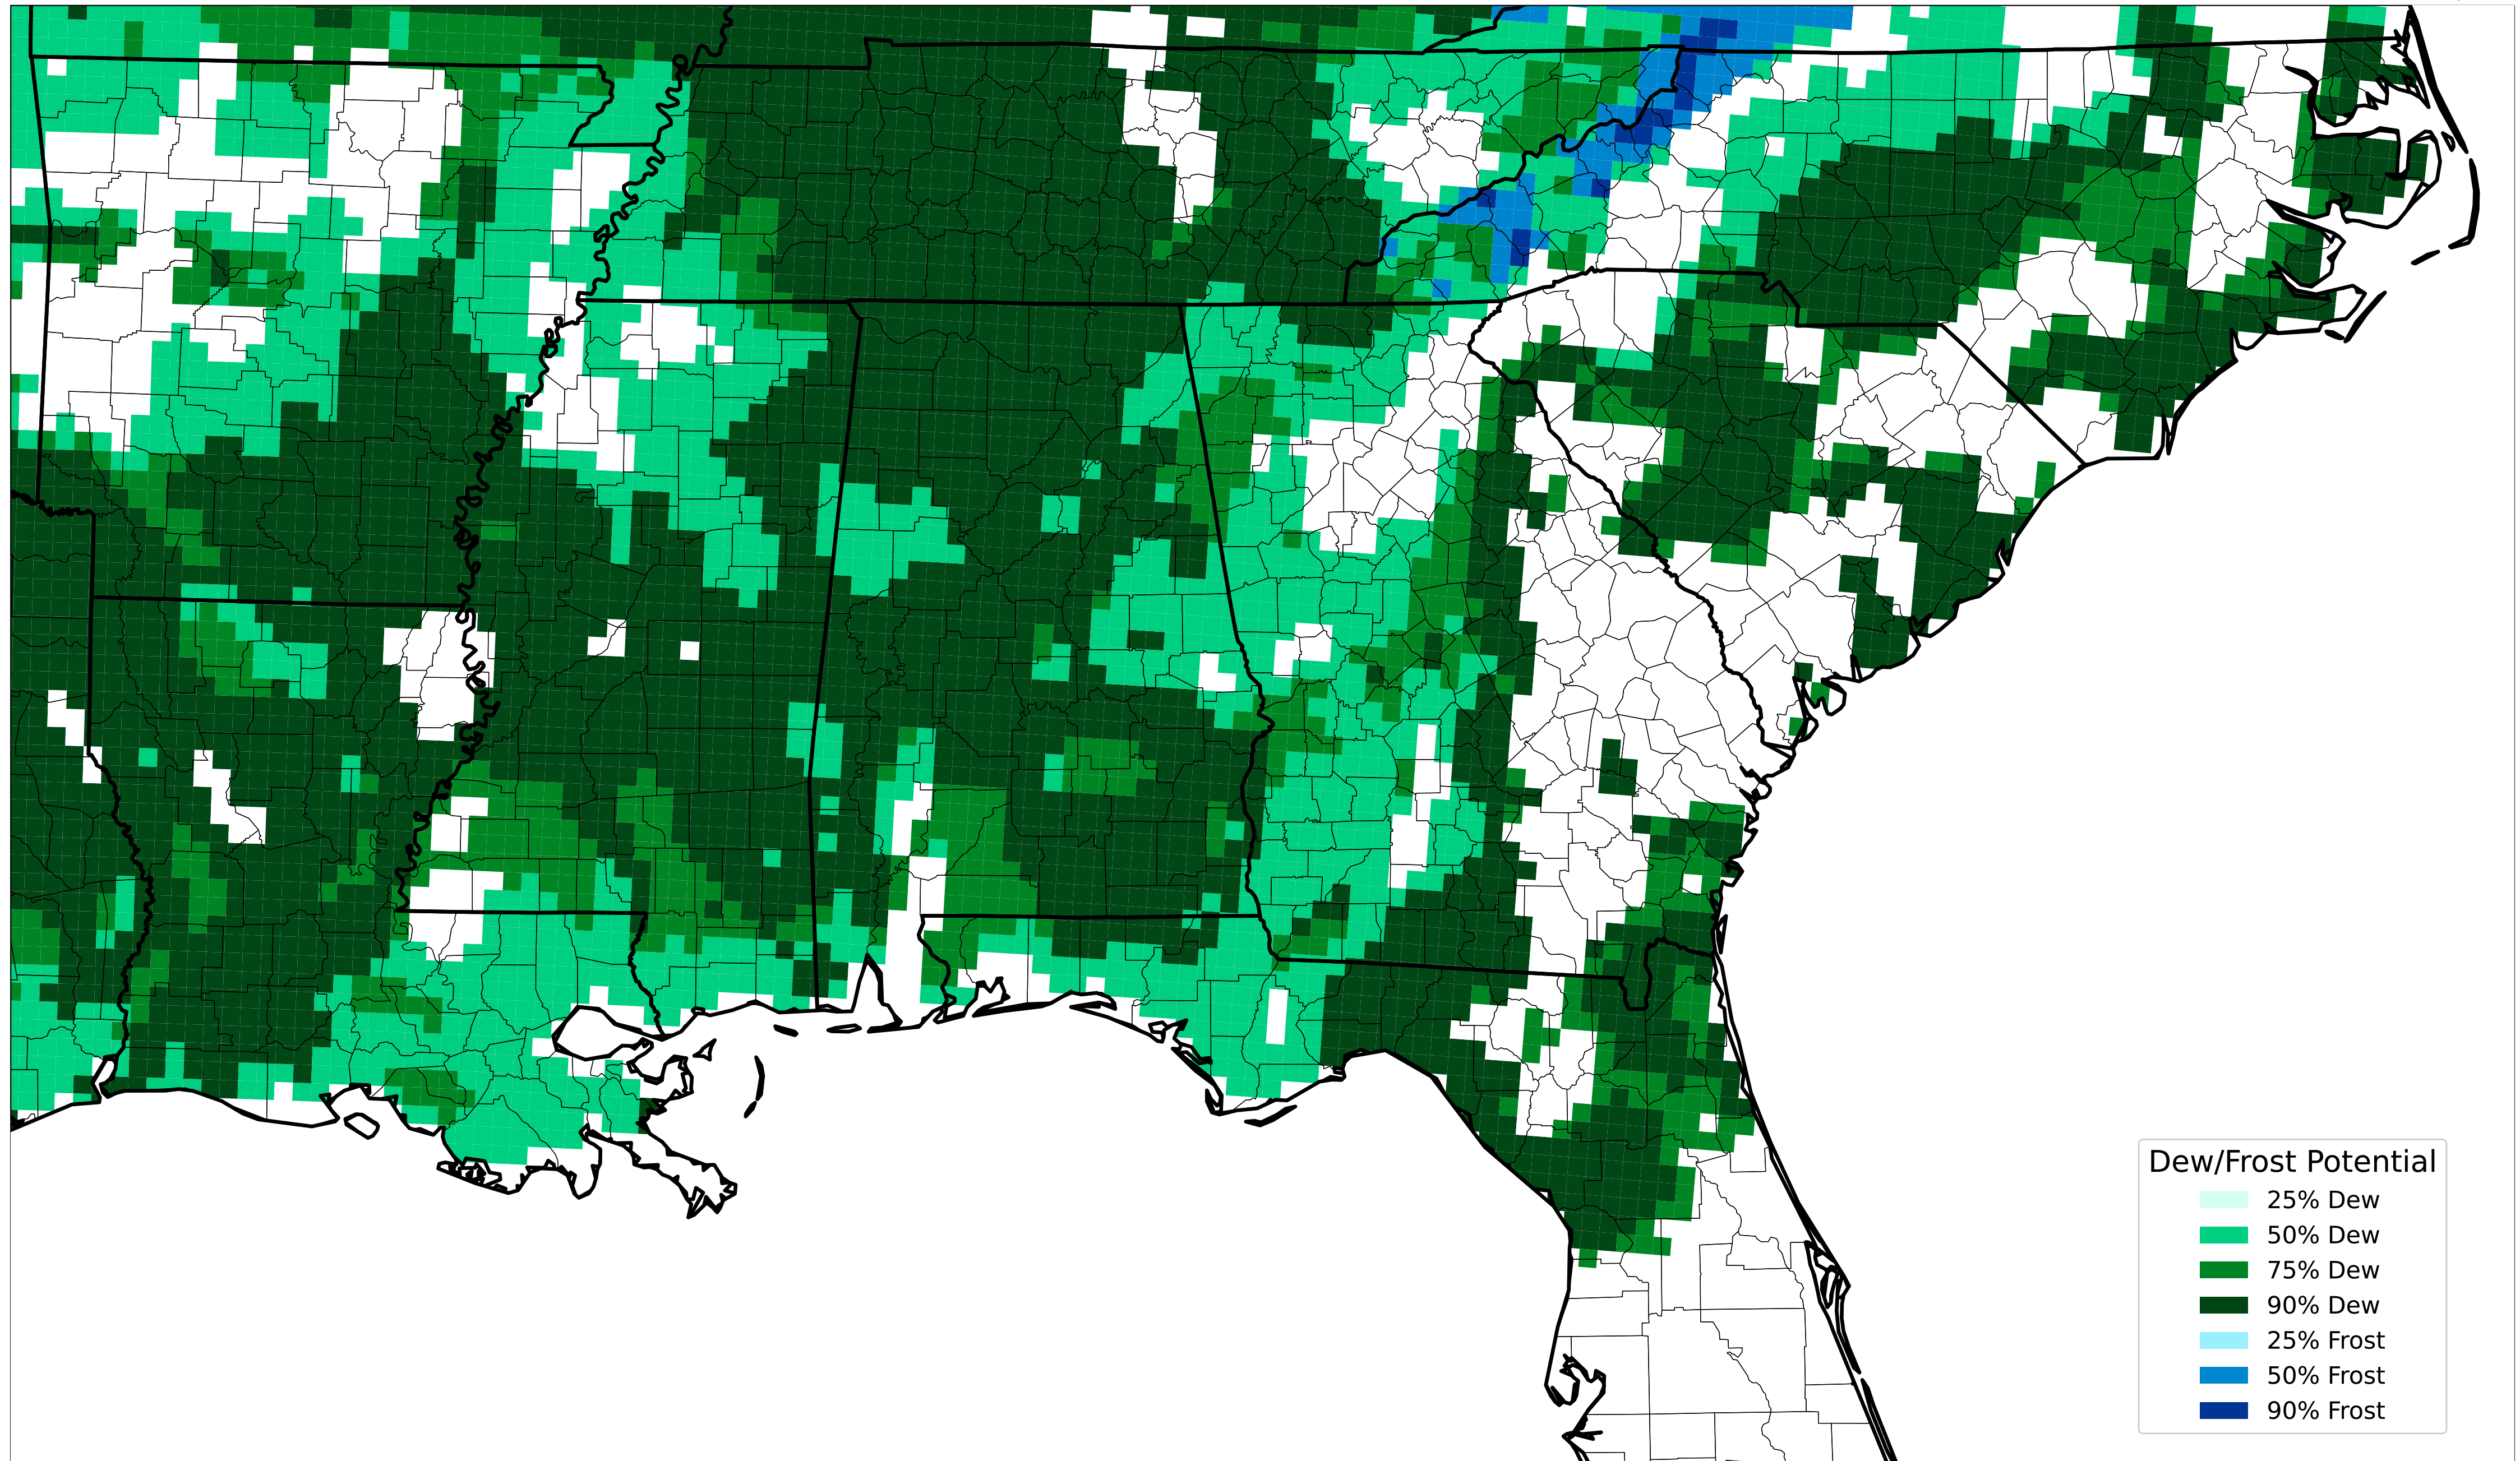 Dew/Frost Potential
25% Dew
50% Dew
75% Dew
90% Dew
25% Frost
50% Frost
90% Frost